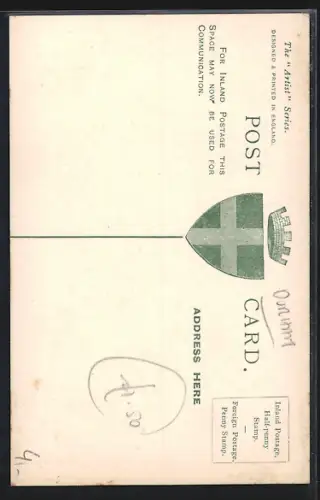 The "Artist" Series.
DESIGNED & PRINTED IN ENGLAND.
POST CARD.
FOR INLAND POSTAGE THIS
SPACE MAY NOW BE USED FOR
COMMUNICATION.
ADDRESS HERE
Inland Postage,
Half-penny
Stamp.
—
Foreign Postage,
Penny Stamp.
4,-